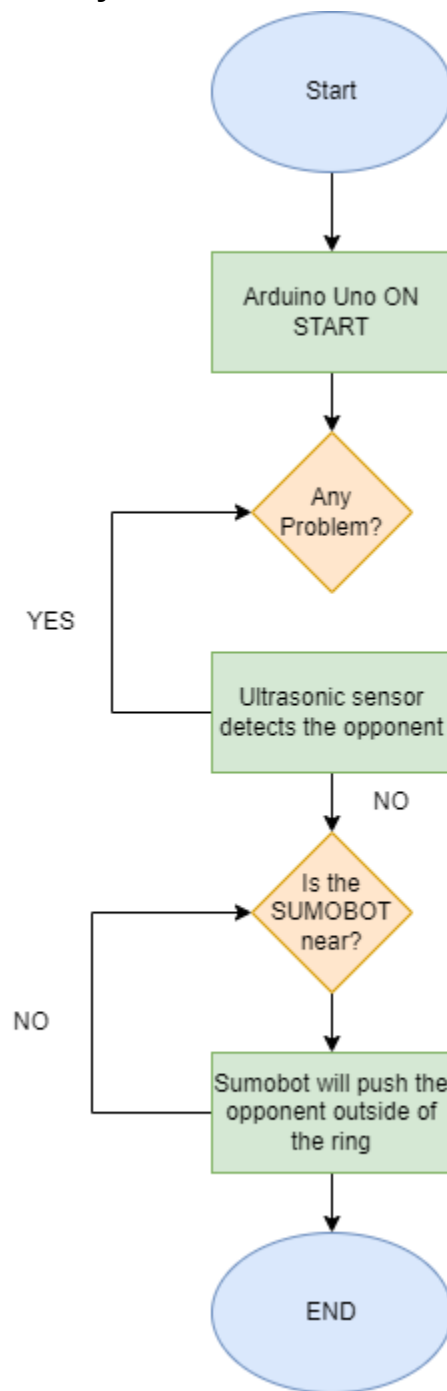 Start
Arduino Uno ON
START
Any
Problem?
YES
Ultrasonic sensor
detects the opponent
NO
Is the
SUMOBOT
near?
NO
Sumobot will push the
opponent outside of
the ring
END